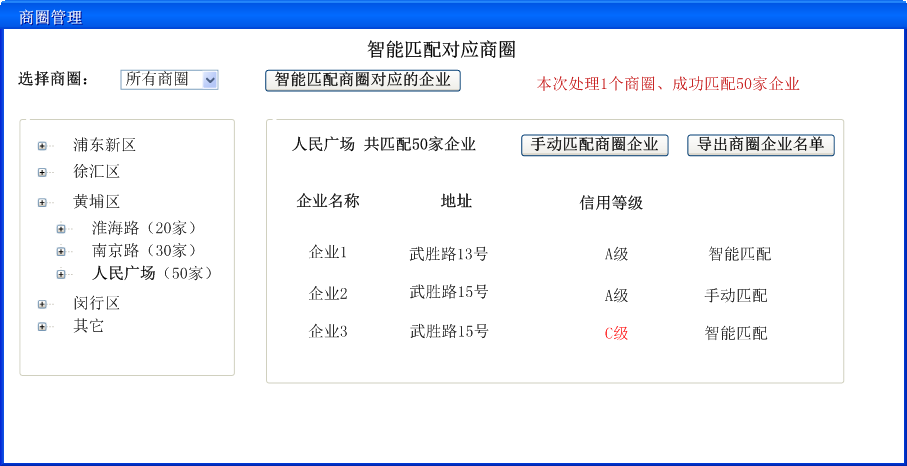 商圈管理
智能匹配对应商圈
选择商圈： 所有商圈 智能匹配商圈对应的企业 本次处理1个商圈、成功匹配50家企业
浦东新区
徐汇区
黄埔区
淮海路（20家）
南京路（30家）
人民广场（50家）
闵行区
其它
人民广场 共匹配50家企业 手动匹配商圈企业 导出商圈企业名单
企业名称 地址 信用等级
企业1 武胜路13号 A级 智能匹配
企业2 武胜路15号 A级 手动匹配
企业3 武胜路15号 C级 智能匹配